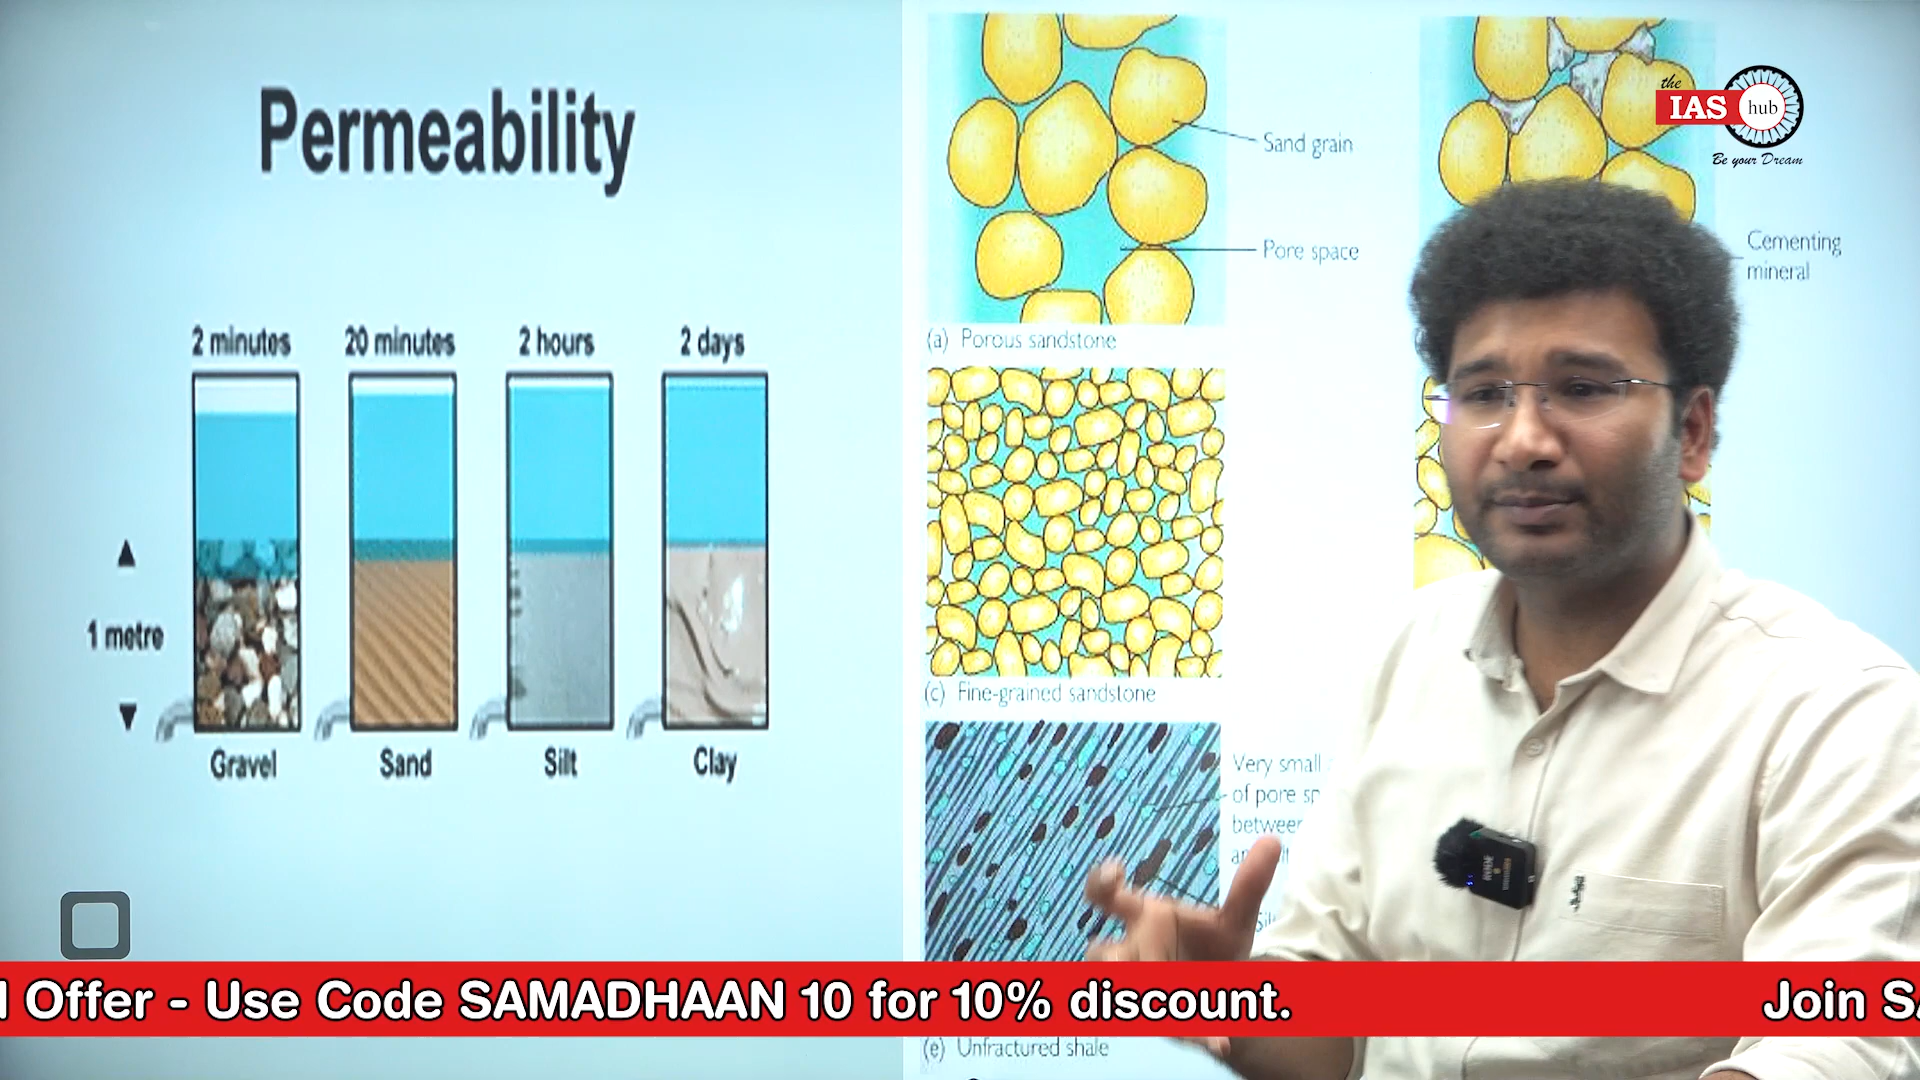 Permeability
2 minutes
20 minutes
2 hours
2 days
1 metre
Gravel
Sand
Silt
Clay
Sand grain
Pore space
(a) Porous sandstone
Cementing
mineral
(c) Fine-grained sandstone
Very small
of pore
between
(e) Unfractured shale
the
IAS hub
Be your Dream
Offer - Use Code SAMADHAAN 10 for 10% discount.
Join